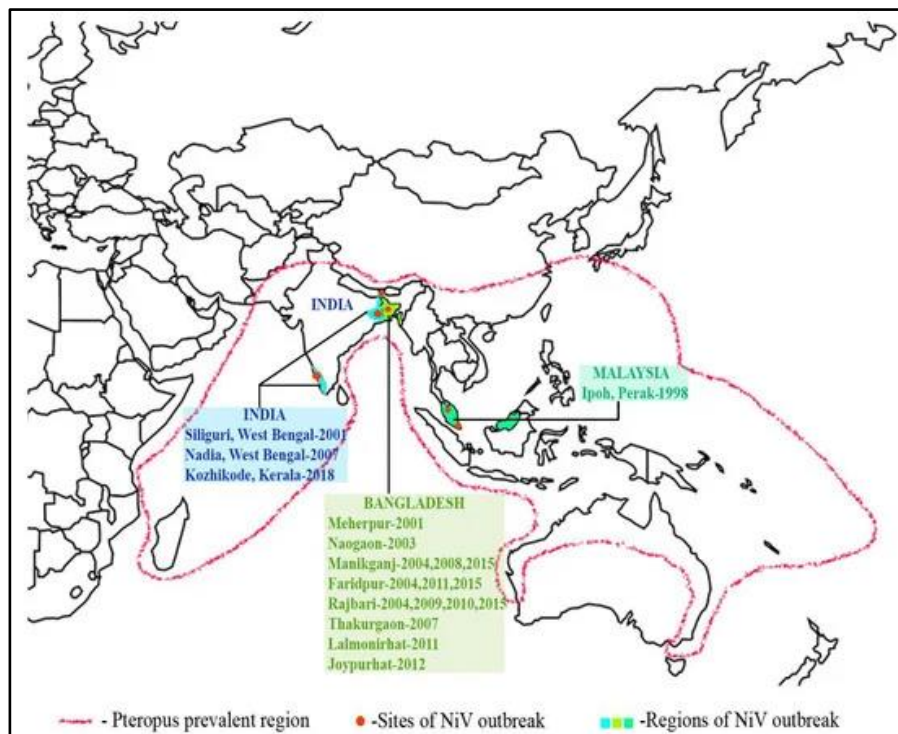 INDIA
MALAYSIA
Ipoh, Perak-1998
INDIA
Siliguri, West Bengal-2001
Nadia, West Bengal-2007
Kozhikode, Kerala-2018
BANGLADESH
Meherpur-2001
Naogaon-2003
Manikganj-2004,2008,2015
Faridpur-2004,2011,2015
Rajbari-2004,2009,2010,2015
Thakurgaon-2007
Lalmonirhat-2011
Joypurhat-2012
- Pteropus prevalent region
-Sites of NiV outbreak
-Regions of NiV outbreak